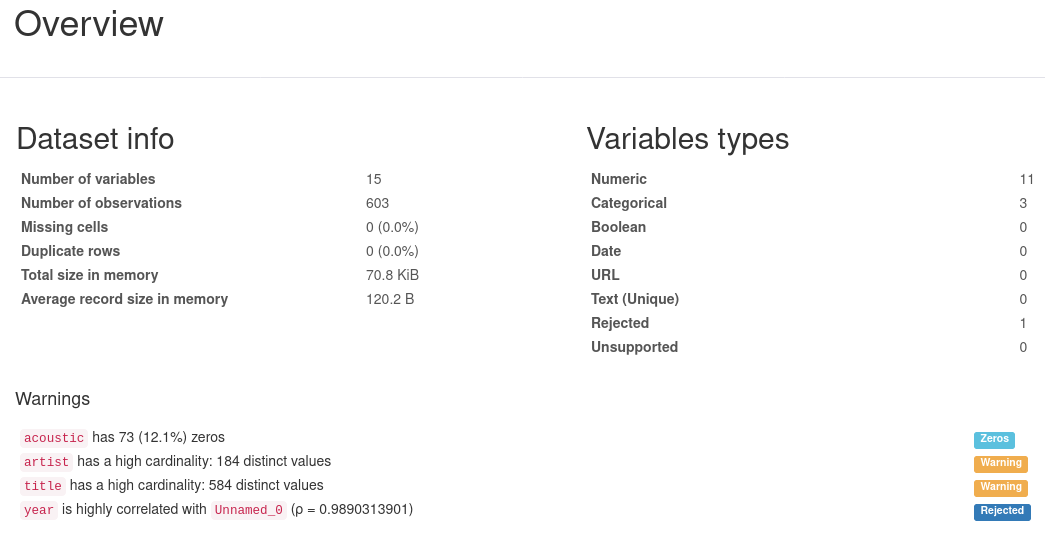 Overview
Dataset info
Number of variables 15
Number of observations 603
Missing cells 0 (0.0%)
Duplicate rows 0 (0.0%)
Total size in memory 70.8 KiB
Average record size in memory 120.2 B
Variables types
Numeric 11
Categorical 3
Boolean 0
Date 0
URL 0
Text (Unique) 0
Rejected 1
Unsupported 0
Warnings
acoustic has 73 (12.1%) zeros Zeros
artist has a high cardinality: 184 distinct values Warning
title has a high cardinality: 584 distinct values Warning
year is highly correlated with Unnamed_0 (ρ = 0.9890313901) Rejected